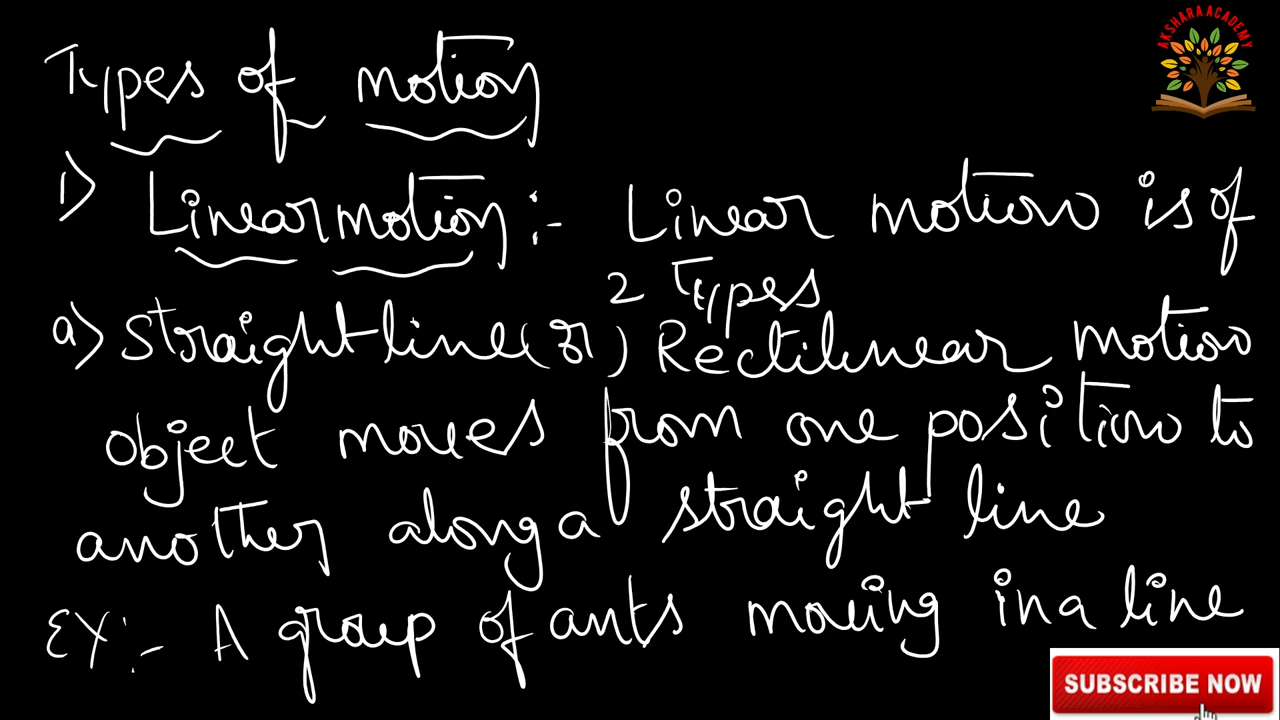 AKSHARA ACADEMY
Types of motion
1) Linear motion :- Linear motion is of
2 Types
a) Straight line (or) Rectilinear motion
object moves from one position to
another along a straight line
EX:- A group of ants moving in a line
SUBSCRIBE NOW